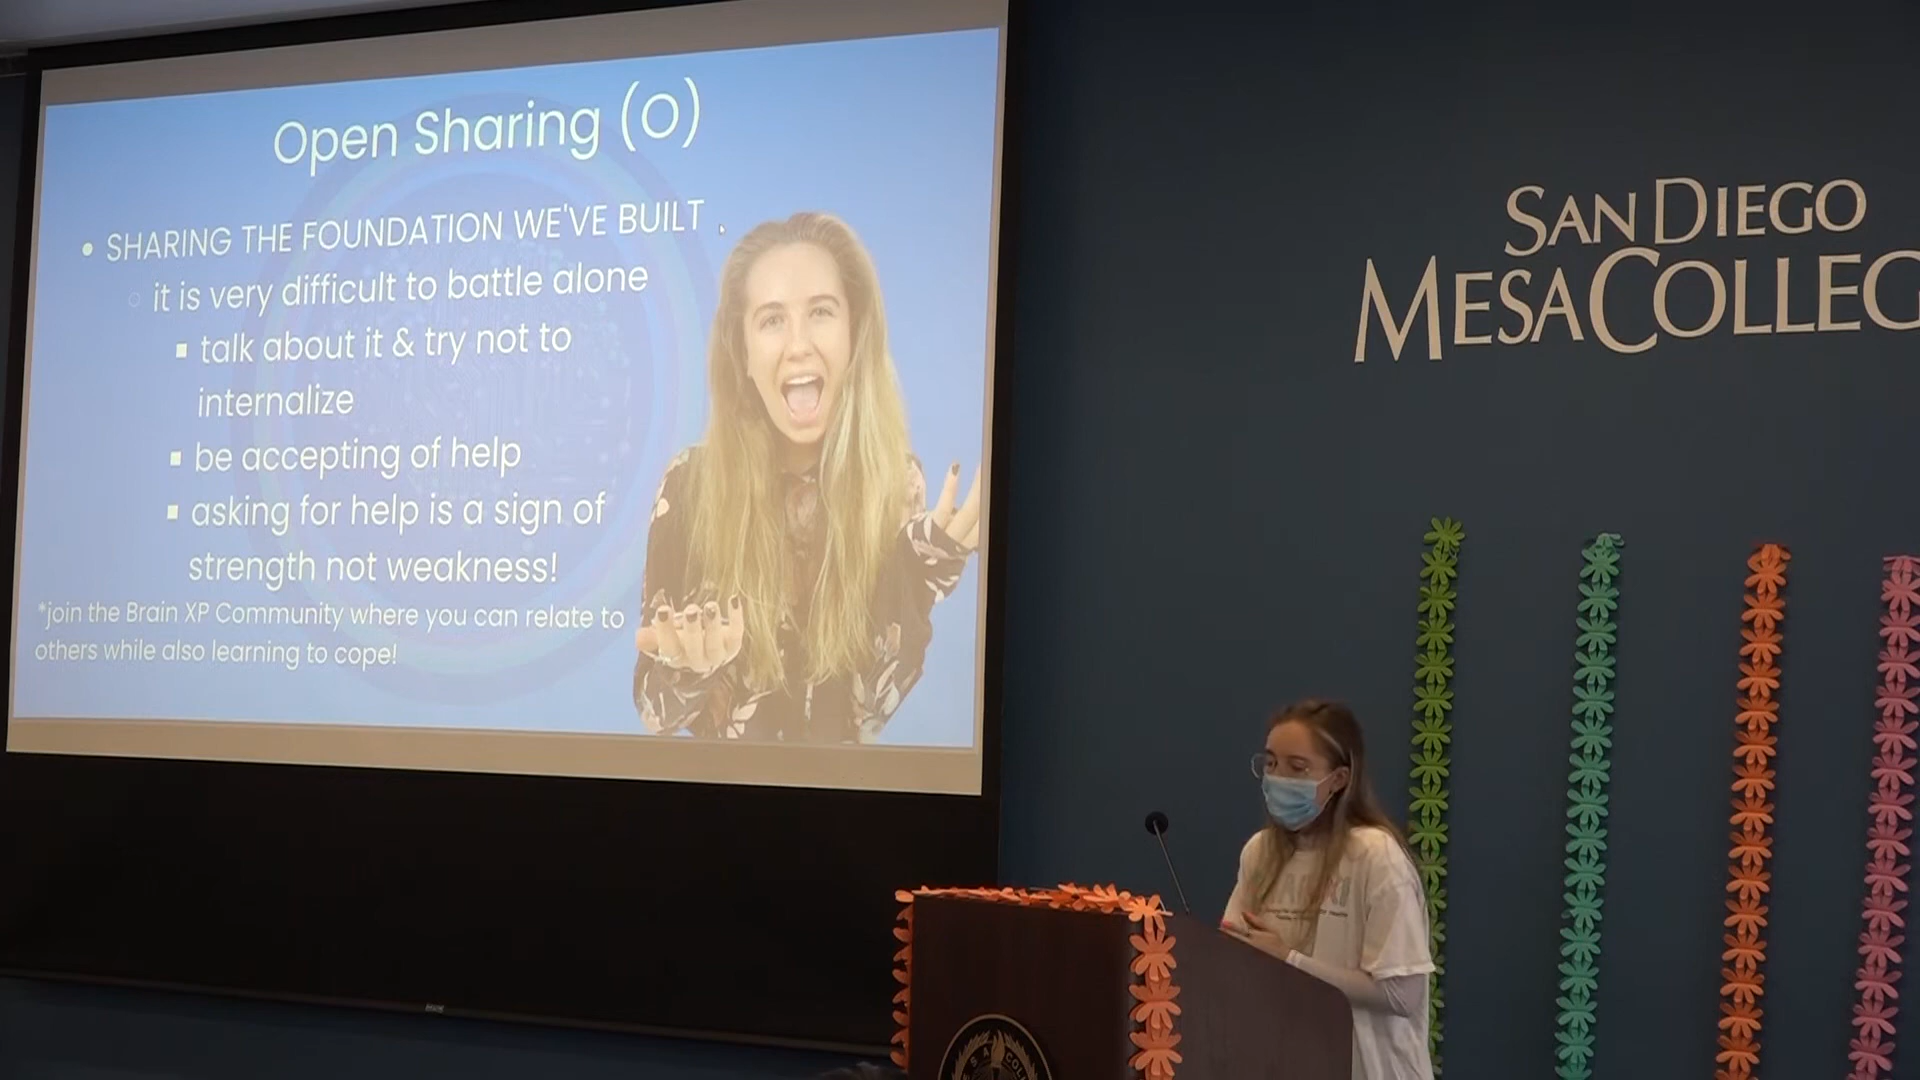 Open Sharing (O)
• SHARING THE FOUNDATION WE'VE BUILT
○ it is very difficult to battle alone
▪ talk about it & try not to
internalize
▪ be accepting of help
▪ asking for help is a sign of
strength not weakness!
*join the Brain XP Community where you can relate to
others while also learning to cope!
SAN DIEGO
MESA COLLEG